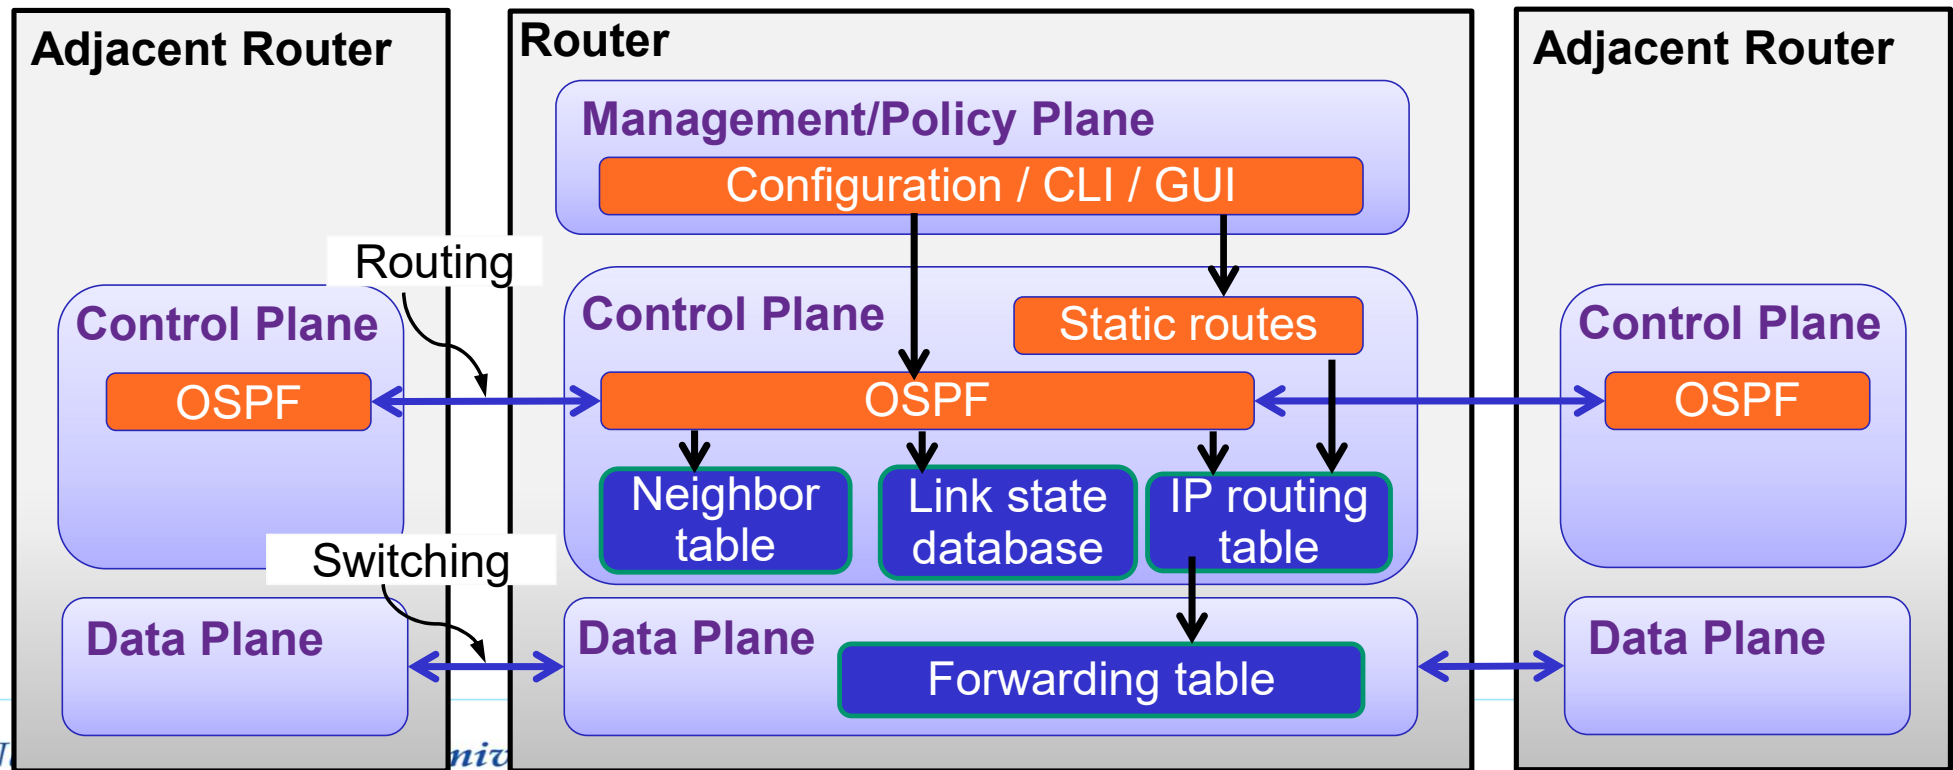 Adjacent Router
Router
Adjacent Router
Management/Policy Plane
Configuration / CLI / GUI
Routing
Control Plane
Control Plane
Static routes
Control Plane
OSPF
OSPF
OSPF
Neighbor
table
Link state
database
IP routing
table
Switching
Data Plane
Data Plane
Forwarding table
Data Plane